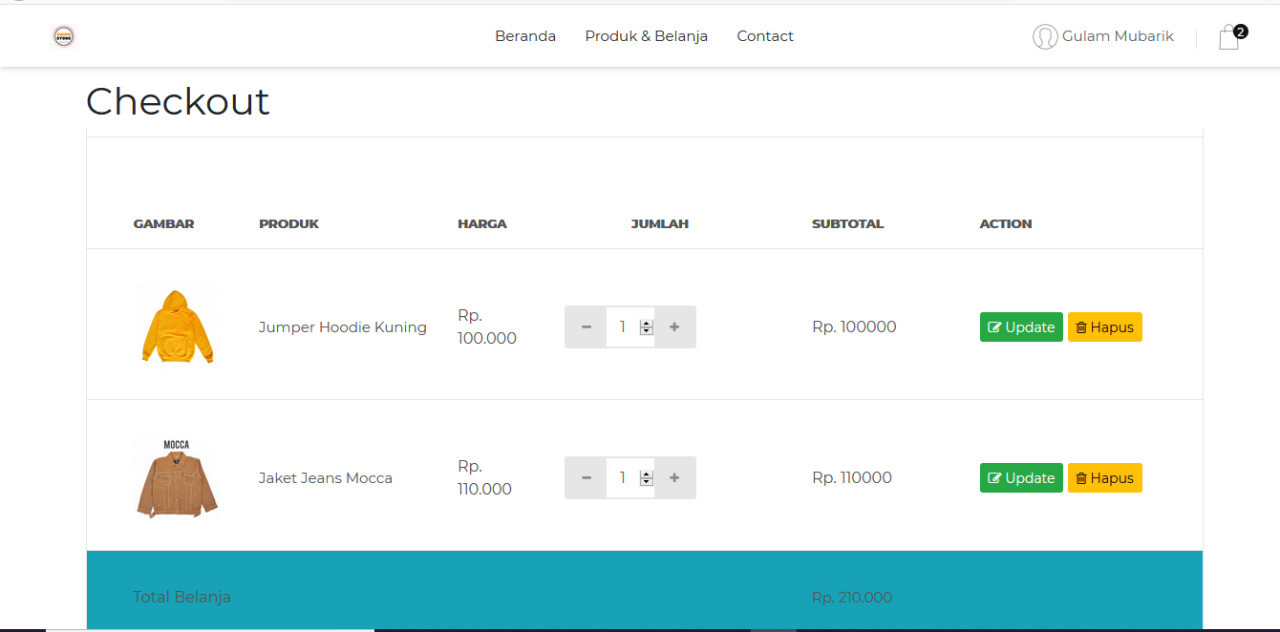 Beranda Produk & Belanja Contact Gulam Mubarik 2
Checkout
GAMBAR PRODUK HARGA JUMLAH SUBTOTAL ACTION
Jumper Hoodie Kuning Rp. 100.000 - 1 + Rp. 100000 Update Hapus
MOCCA
Jaket Jeans Mocca Rp. 110.000 - 1 + Rp. 110000 Update Hapus
Total Belanja Rp. 210.000